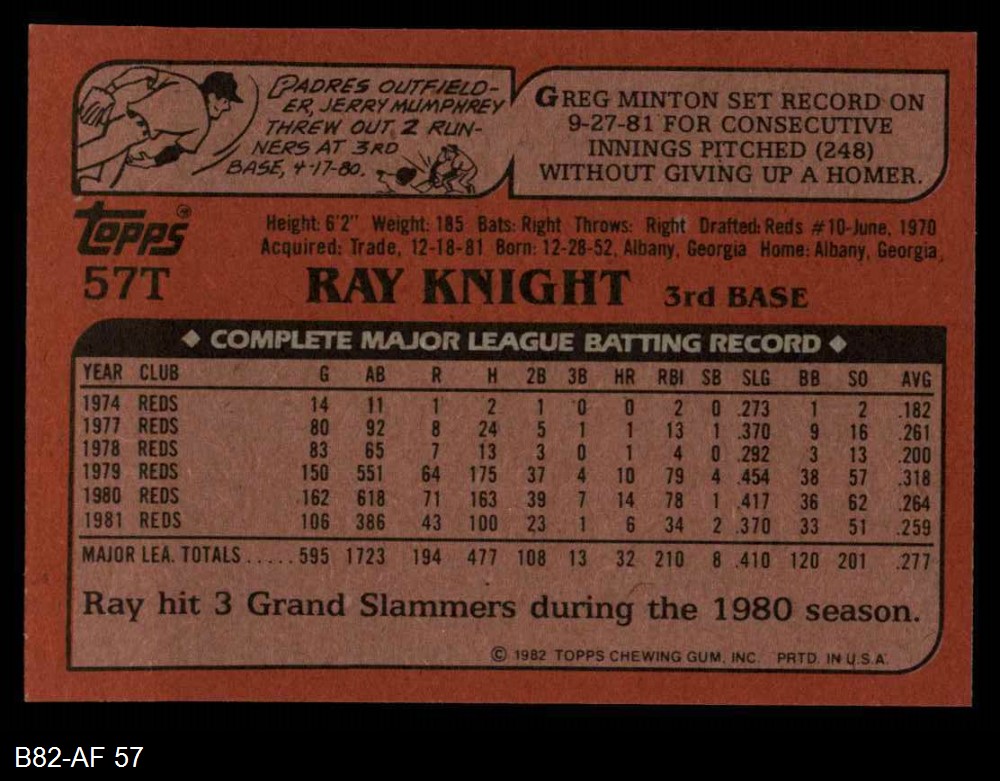 PADRES OUTFIELD-
ER, JERRY MUMPHREY
THREW OUT 2 RUN-
NERS AT 3RD
BASE, 4-17-80.
GREG MINTON SET RECORD ON
9-27-81 FOR CONSECUTIVE
INNINGS PITCHED (248)
WITHOUT GIVING UP A HOMER.
TOPPS®
Height: 6'2" Weight: 185 Bats: Right Throws: Right Drafted: Reds #10-June, 1970
Acquired: Trade, 12-18-81 Born: 12-28-52, Albany, Georgia Home: Albany, Georgia
57T RAY KNIGHT 3rd BASE
◆ COMPLETE MAJOR LEAGUE BATTING RECORD ◆
YEAR CLUB G AB R H 2B 3B HR RBI SB SLG BB SO AVG
1974 REDS 14 11 1 2 1 0 0 2 0 .273 1 2 .182
1977 REDS 80 92 8 24 5 1 1 13 1 .370 9 16 .261
1978 REDS 83 65 7 13 3 0 1 4 0 .292 3 13 .200
1979 REDS 150 551 64 175 37 4 10 79 4 .454 38 57 .318
1980 REDS 162 618 71 163 39 7 14 78 1 .417 36 62 .264
1981 REDS 106 386 43 100 23 1 6 34 2 .370 33 51 .259
MAJOR LEA. TOTALS.....595 1723 194 477 108 13 32 210 8 .410 120 201 .277
Ray hit 3 Grand Slammers during the 1980 season.
© 1982 TOPPS CHEWING GUM, INC. PRTD. IN U.S.A.
B82-AF 57